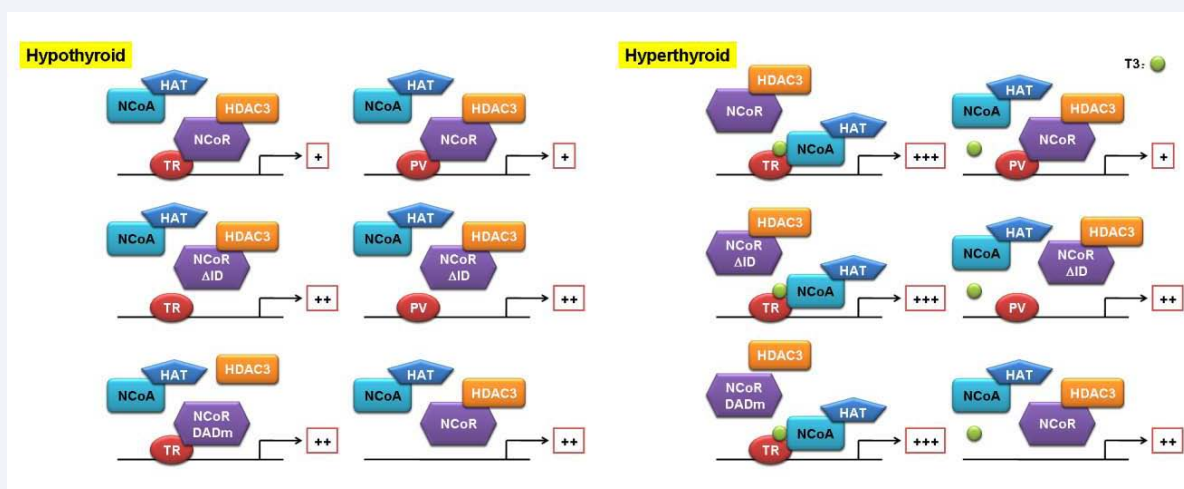 Hypothyroid
HAT
NCoA
HDAC3
NCoR
TR
+
HAT
NCoA
HDAC3
NCoR
PV
+
HAT
NCoA
HDAC3
NCoR
ΔID
TR
++
HAT
NCoA
HDAC3
NCoR
ΔID
PV
++
HAT
NCoA
HDAC3
NCoR
DADm
TR
++
HAT
NCoA
HDAC3
NCoR
++
Hyperthyroid
T3:
HDAC3
NCoR
HAT
NCoA
TR
+++
HAT
NCoA
HDAC3
NCoR
PV
+
HDAC3
NCoR
ΔID
HAT
NCoA
TR
+++
HAT
NCoA
HDAC3
NCoR
ΔID
PV
++
HDAC3
NCoR
DADm
HAT
NCoA
TR
+++
HAT
NCoA
HDAC3
NCoR
++